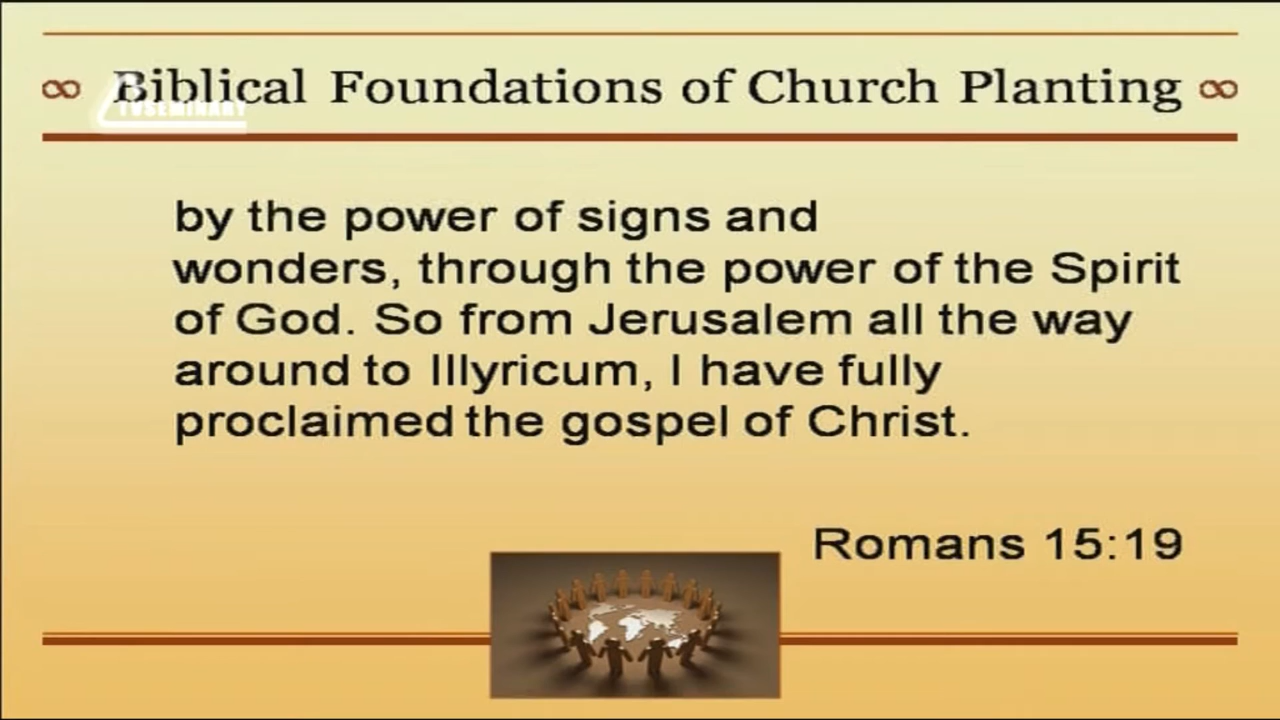 ∞ Biblical Foundations of Church Planting ∞
TVSEMINARY
by the power of signs and
wonders, through the power of the Spirit
of God. So from Jerusalem all the way
around to Illyricum, I have fully
proclaimed the gospel of Christ.
Romans 15:19